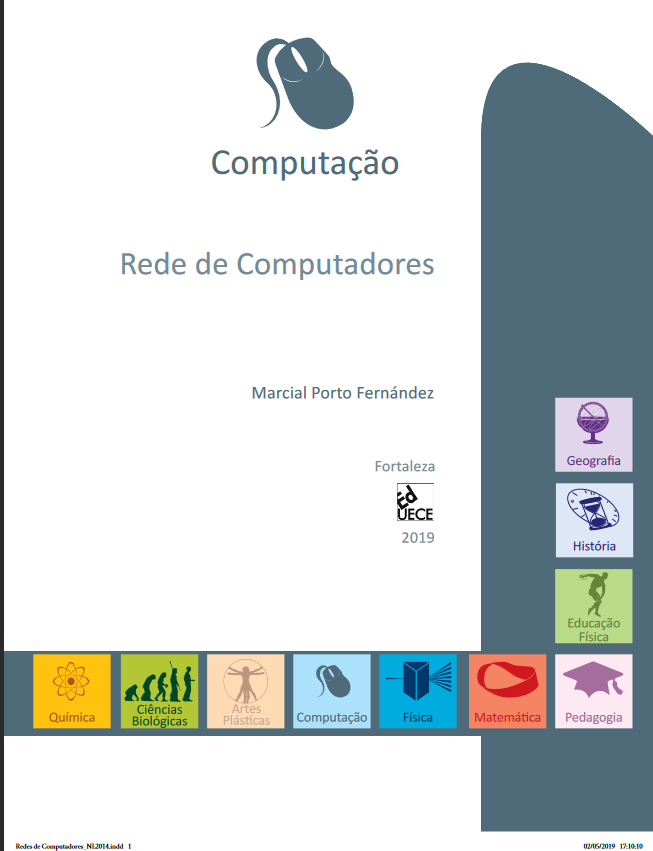 Computação
Rede de Computadores
Marcial Porto Fernández
Fortaleza
Ed
UECE
2019
Geografia
História
Educação
Física
Química
Ciências
Biológicas
Artes
Plásticas
Computação
Física
Matemática
Pedagogia
Redes de Computadores_NL2014.indd 1
02/05/2019 17:10:10